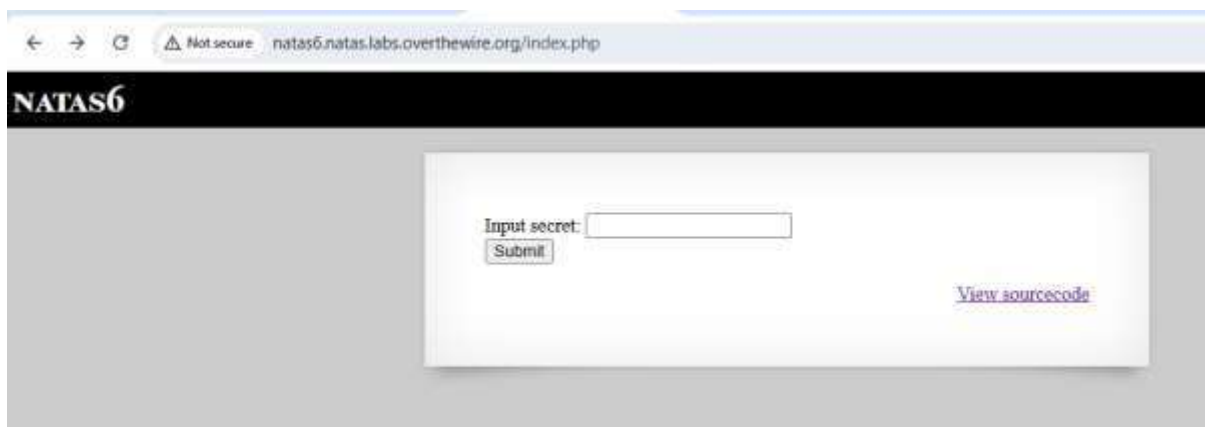 Not secure natas6.natas.labs.overthewire.org/index.php
NATAS6
Input secret:
Submit
View sourcecode